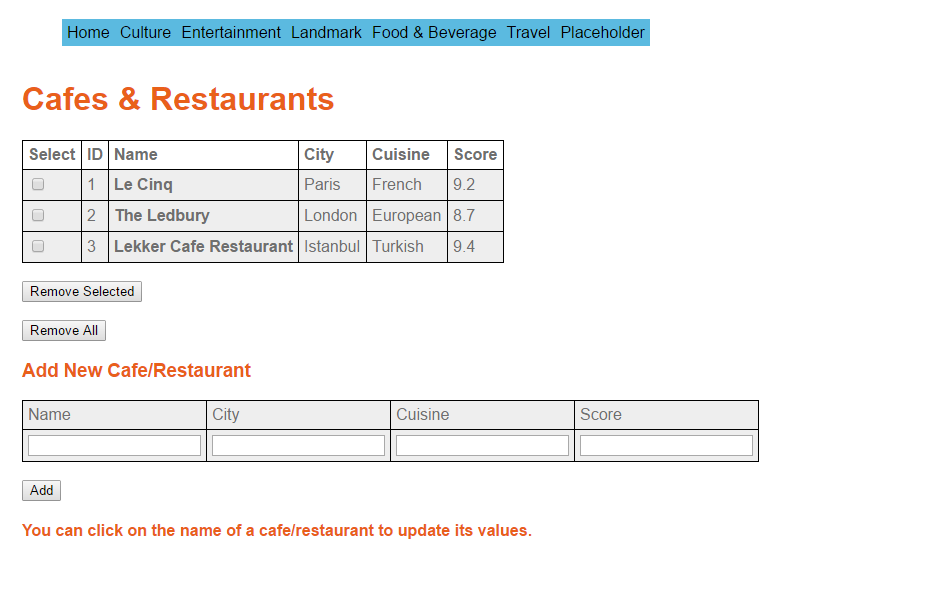 Home Culture Entertainment Landmark Food & Beverage Travel Placeholder
Cafes & Restaurants
Select ID Name City Cuisine Score
1 Le Cinq Paris French 9.2
2 The Ledbury London European 8.7
3 Lekker Cafe Restaurant Istanbul Turkish 9.4
Remove Selected
Remove All
Add New Cafe/Restaurant
Name City Cuisine Score
Add
You can click on the name of a cafe/restaurant to update its values.